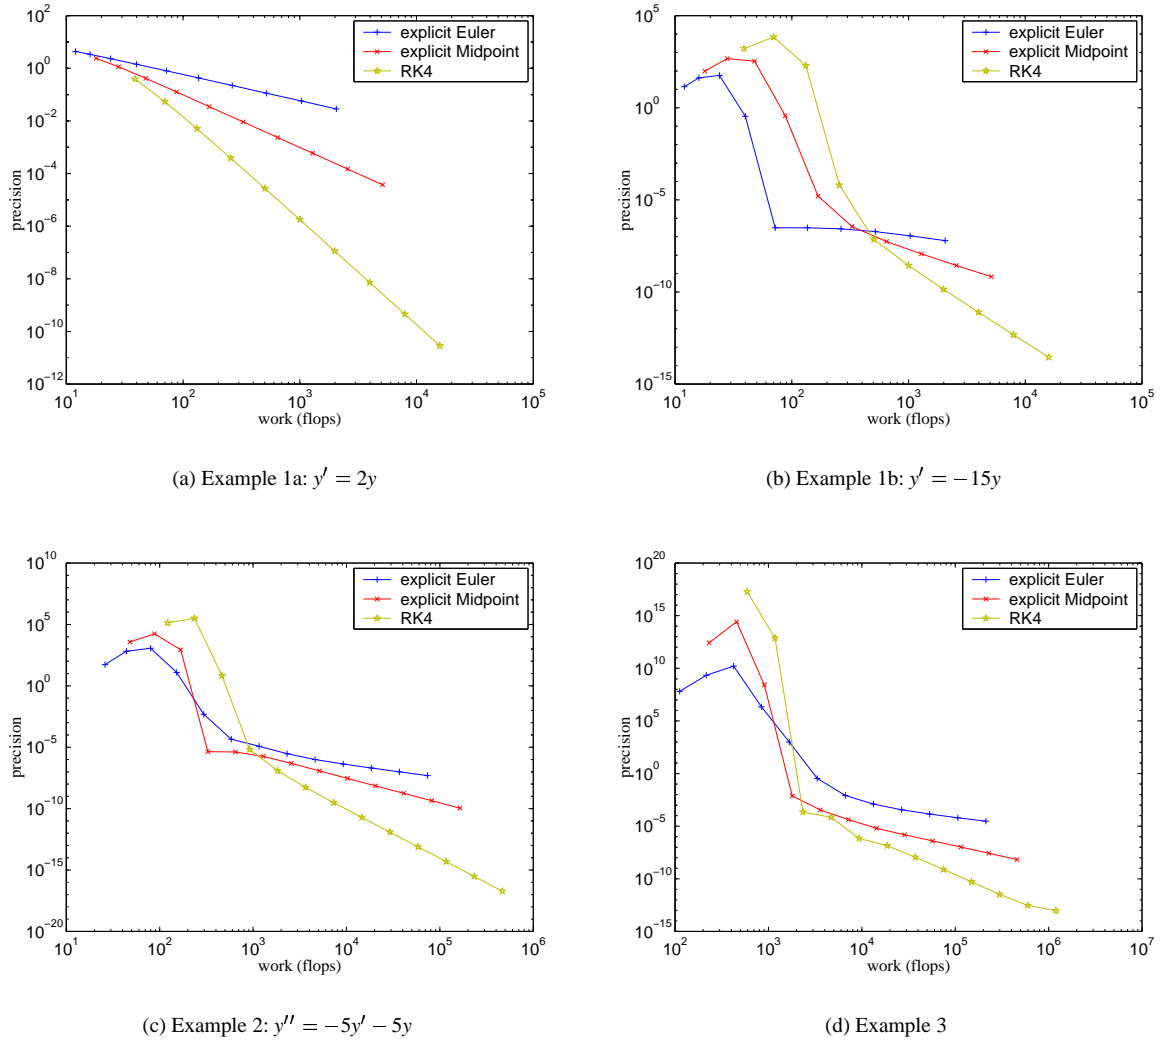 10^2
10^0
10^−2
10^−4
10^−6
10^−8
10^−10
10^−12
precision
10^1
10^2
10^3
10^4
10^5
work (flops)
explicit Euler
explicit Midpoint
RK4
(a) Example 1a: y′ = 2y
10^5
10^0
10^−5
10^−10
10^−15
precision
10^1
10^2
10^3
10^4
10^5
work (flops)
explicit Euler
explicit Midpoint
RK4
(b) Example 1b: y′ = −15y
10^10
10^5
10^0
10^−5
10^−10
10^−15
10^−20
precision
10^1
10^2
10^3
10^4
10^5
10^6
work (flops)
explicit Euler
explicit Midpoint
RK4
(c) Example 2: y′′ = −5y′ − 5y
10^20
10^15
10^10
10^5
10^0
10^−5
10^−10
10^−15
precision
10^2
10^3
10^4
10^5
10^6
10^7
work (flops)
explicit Euler
explicit Midpoint
RK4
(d) Example 3